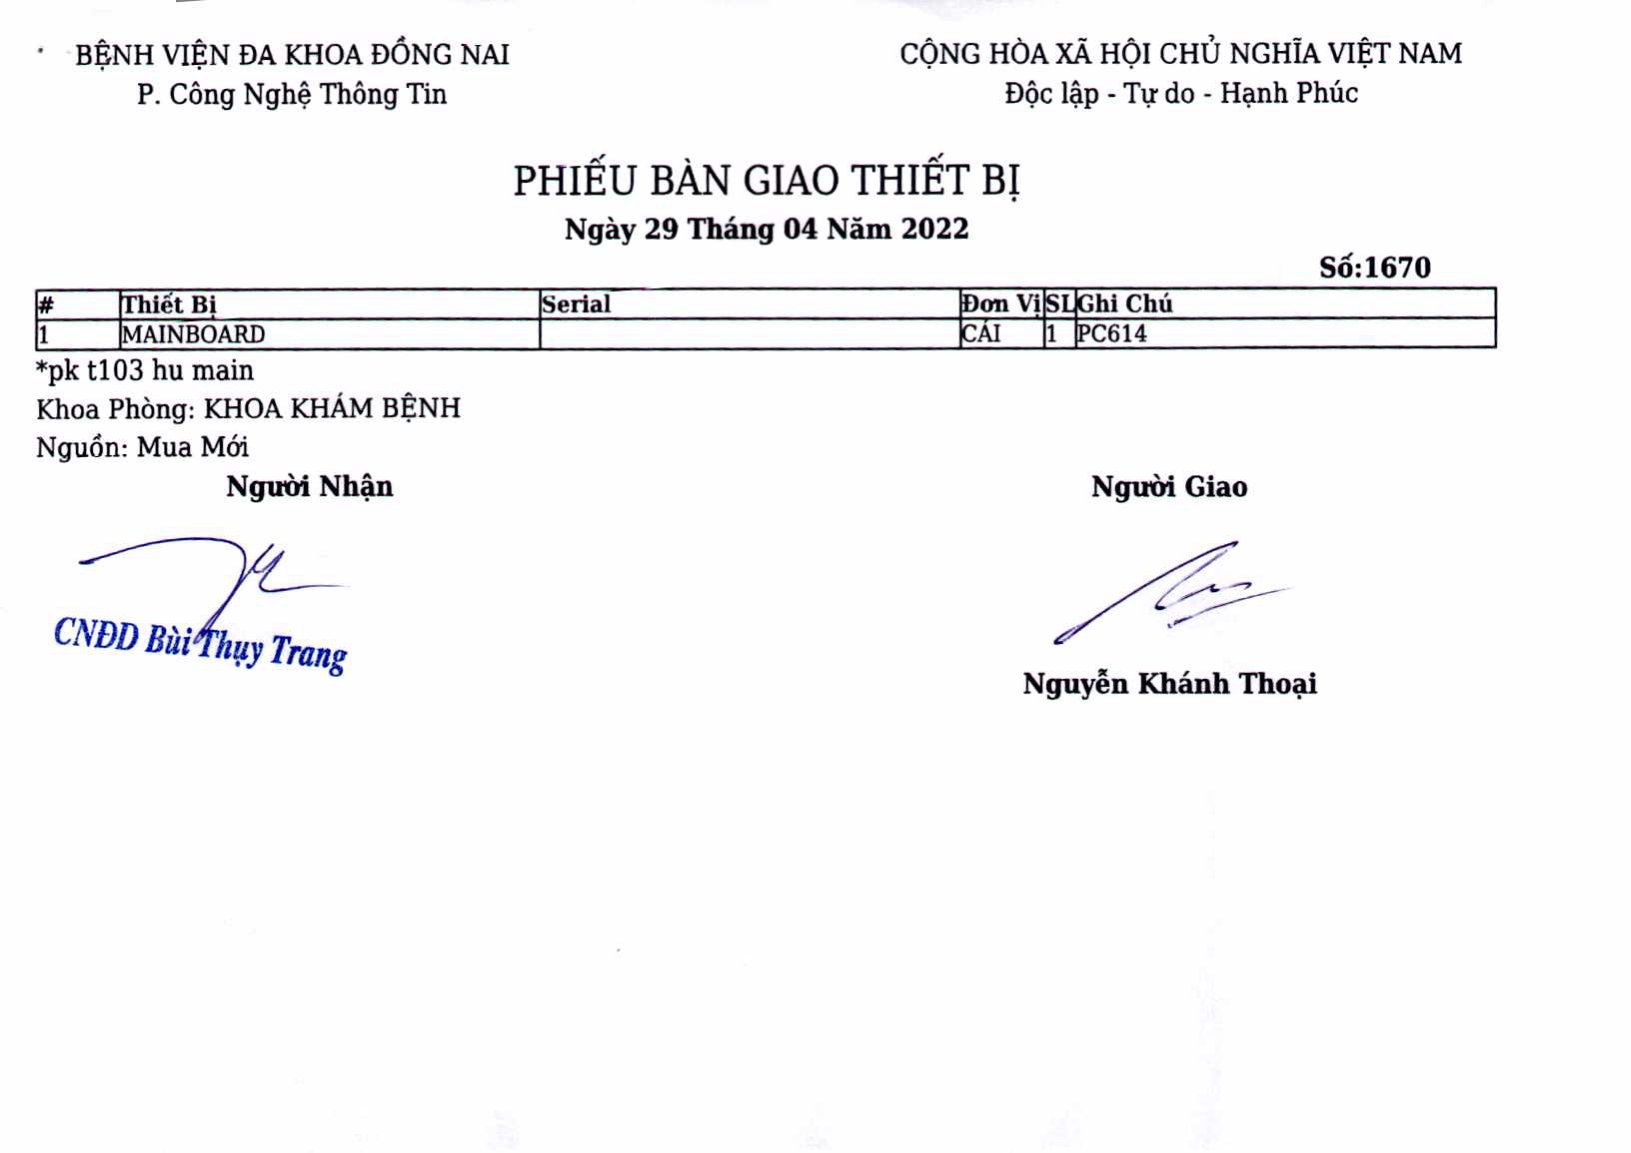 BỆNH VIỆN ĐA KHOA ĐỒNG NAI
P. Công Nghệ Thông Tin
CỘNG HÒA XÃ HỘI CHỦ NGHĨA VIỆT NAM
Độc lập - Tự do - Hạnh Phúc
PHIẾU BÀN GIAO THIẾT BỊ
Ngày 29 Tháng 04 Năm 2022
Số:1670
# Thiết Bị Serial Đơn Vị SL Ghi Chú
1 MAINBOARD CÁI 1 PC614
*pk t103 hu main
Khoa Phòng: KHOA KHÁM BỆNH
Nguồn: Mua Mới
Người Nhận Người Giao
CNĐD Bùi Thụy Trang
Nguyễn Khánh Thoại